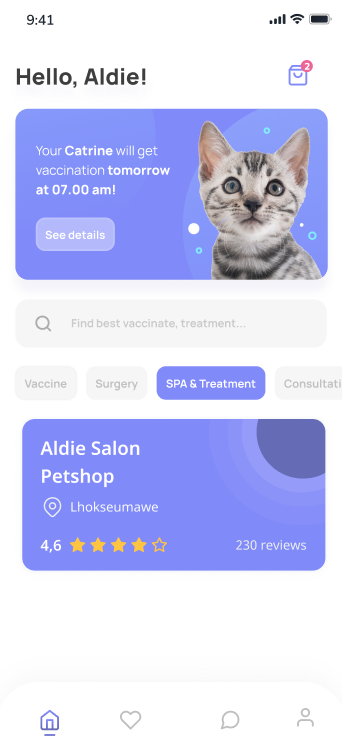 9:41
Hello, Aldie!
2
Your Catrine will get
vaccination tomorrow
at 07.00 am!
See details
Find best vaccinate, treatment...
Vaccine
Surgery
SPA & Treatment
Consultati
Aldie Salon
Petshop
Lhokseumawe
4,6
230 reviews